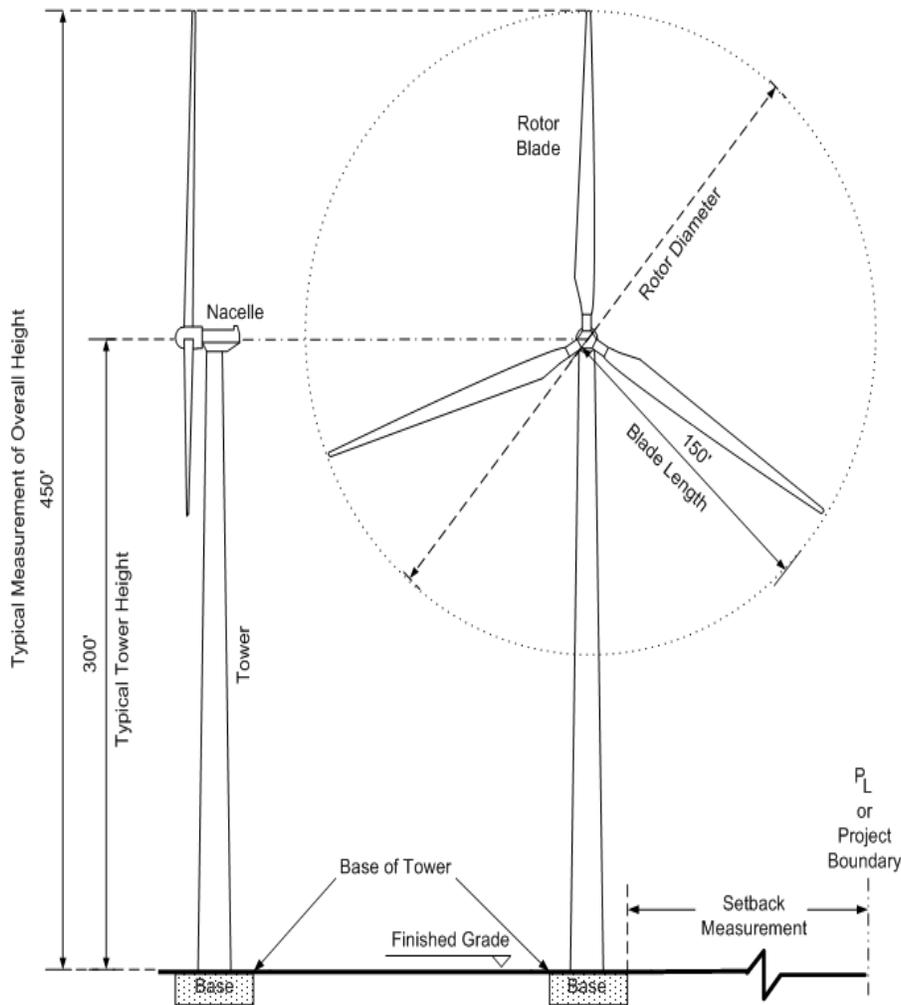 Typical Measurement of Overall Height
450'
300'
Typical Tower Height
Nacelle
Tower
Rotor
Blade
Rotor Diameter
150'
Blade Length
Base of Tower
Finished Grade
Base
Base
Setback
Measurement
PL
or
Project
Boundary